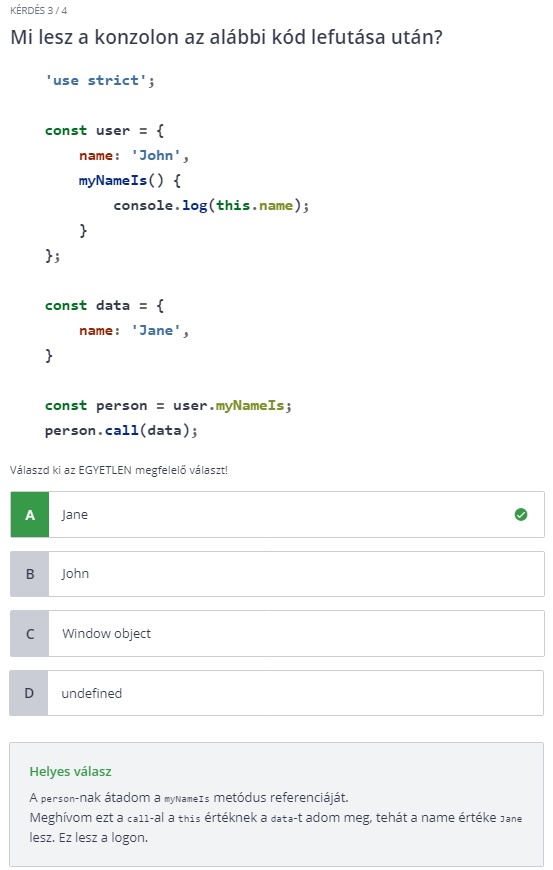 KÉRDÉS 3 / 4
Mi lesz a konzolon az alábbi kód lefutása után?
'use strict';
const user = {
name: 'John',
myNameIs() {
console.log(this.name);
}
};
const data = {
name: 'Jane',
}
const person = user.myNameIs;
person.call(data);
Válaszd ki az EGYETLEN megfelelő választ!
A Jane
B John
C Window object
D undefined
Helyes válasz
A person-nak átadom a myNameIs metódus referenciáját.
Meghívom ezt a call-al a this értéknek a data-t adom meg, tehát a name értéke Jane
lesz. Ez lesz a logon.